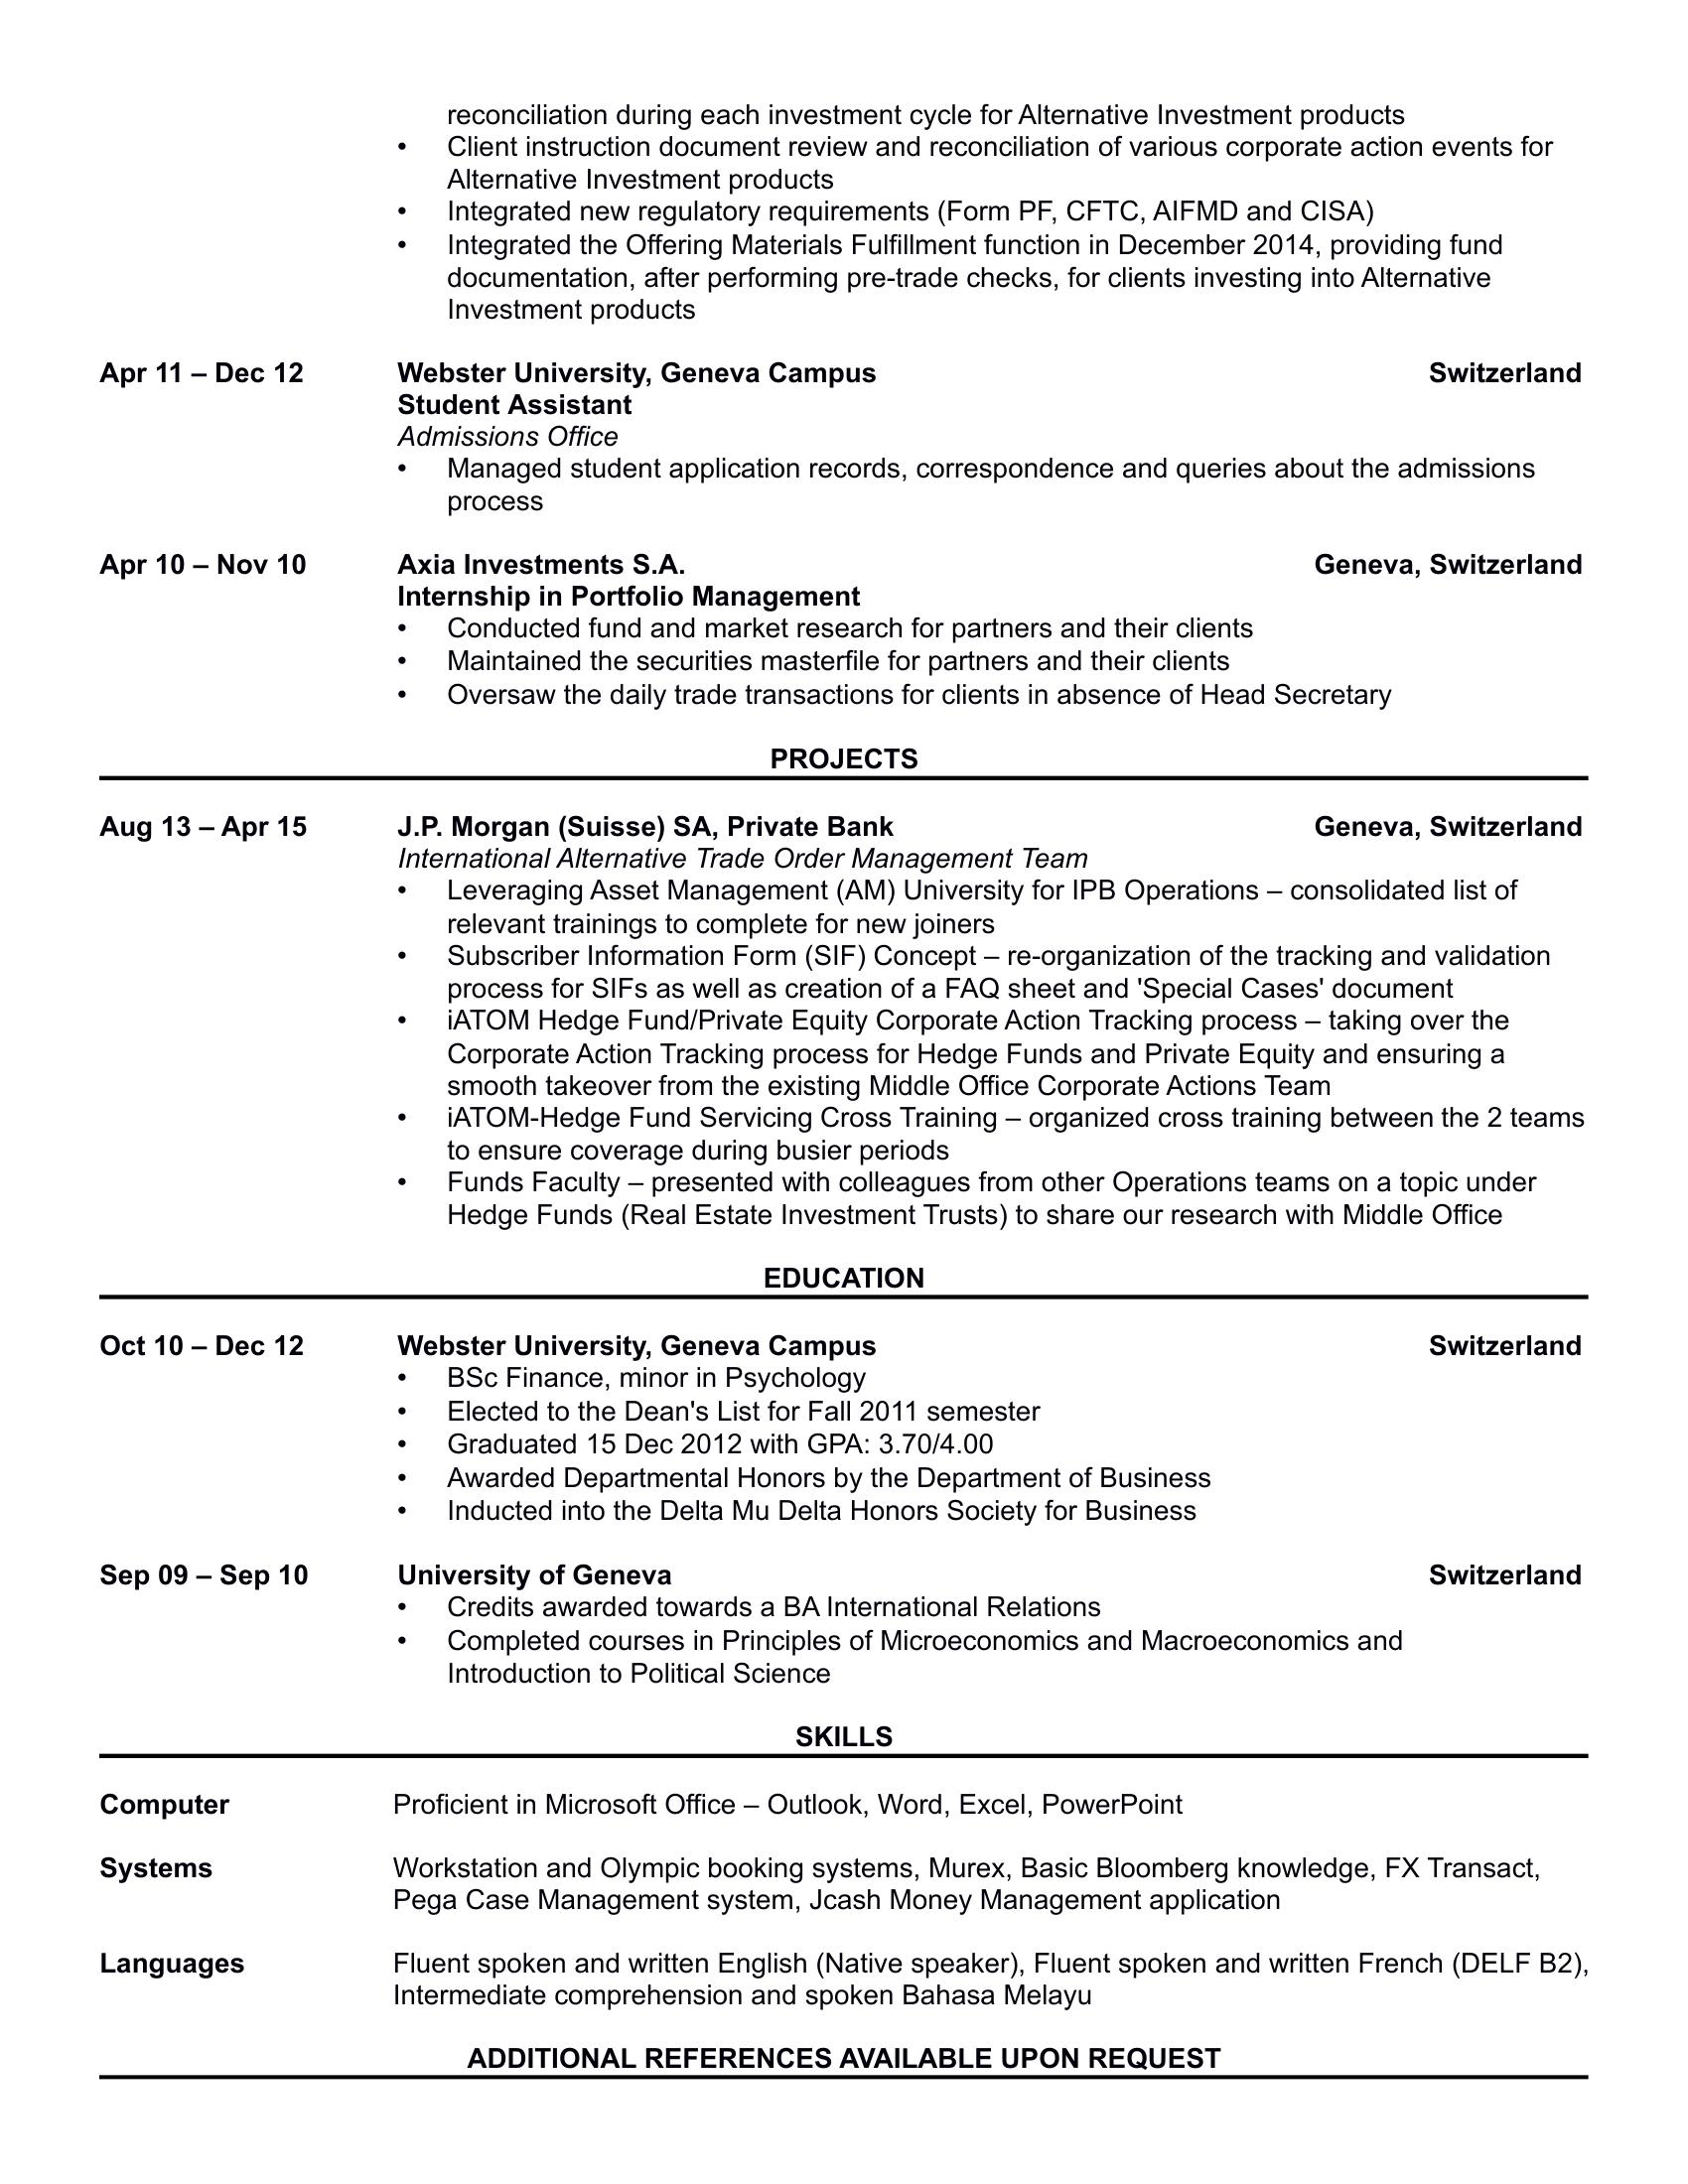 reconciliation during each investment cycle for Alternative Investment products
• Client instruction document review and reconciliation of various corporate action events for
Alternative Investment products
• Integrated new regulatory requirements (Form PF, CFTC, AIFMD and CISA)
• Integrated the Offering Materials Fulfillment function in December 2014, providing fund
documentation, after performing pre-trade checks, for clients investing into Alternative
Investment products
Apr 11 – Dec 12 Webster University, Geneva Campus Switzerland
Student Assistant
Admissions Office
• Managed student application records, correspondence and queries about the admissions
process
Apr 10 – Nov 10 Axia Investments S.A. Geneva, Switzerland
Internship in Portfolio Management
• Conducted fund and market research for partners and their clients
• Maintained the securities masterfile for partners and their clients
• Oversaw the daily trade transactions for clients in absence of Head Secretary
PROJECTS
Aug 13 – Apr 15 J.P. Morgan (Suisse) SA, Private Bank Geneva, Switzerland
International Alternative Trade Order Management Team
• Leveraging Asset Management (AM) University for IPB Operations – consolidated list of
relevant trainings to complete for new joiners
• Subscriber Information Form (SIF) Concept – re-organization of the tracking and validation
process for SIFs as well as creation of a FAQ sheet and 'Special Cases' document
• iATOM Hedge Fund/Private Equity Corporate Action Tracking process – taking over the
Corporate Action Tracking process for Hedge Funds and Private Equity and ensuring a
smooth takeover from the existing Middle Office Corporate Actions Team
• iATOM-Hedge Fund Servicing Cross Training – organized cross training between the 2 teams
to ensure coverage during busier periods
• Funds Faculty – presented with colleagues from other Operations teams on a topic under
Hedge Funds (Real Estate Investment Trusts) to share our research with Middle Office
EDUCATION
Oct 10 – Dec 12 Webster University, Geneva Campus Switzerland
• BSc Finance, minor in Psychology
• Elected to the Dean's List for Fall 2011 semester
• Graduated 15 Dec 2012 with GPA: 3.70/4.00
• Awarded Departmental Honors by the Department of Business
• Inducted into the Delta Mu Delta Honors Society for Business
Sep 09 – Sep 10 University of Geneva Switzerland
• Credits awarded towards a BA International Relations
• Completed courses in Principles of Microeconomics and Macroeconomics and
Introduction to Political Science
SKILLS
Computer Proficient in Microsoft Office – Outlook, Word, Excel, PowerPoint
Systems Workstation and Olympic booking systems, Murex, Basic Bloomberg knowledge, FX Transact,
Pega Case Management system, Jcash Money Management application
Languages Fluent spoken and written English (Native speaker), Fluent spoken and written French (DELF B2),
Intermediate comprehension and spoken Bahasa Melayu
ADDITIONAL REFERENCES AVAILABLE UPON REQUEST